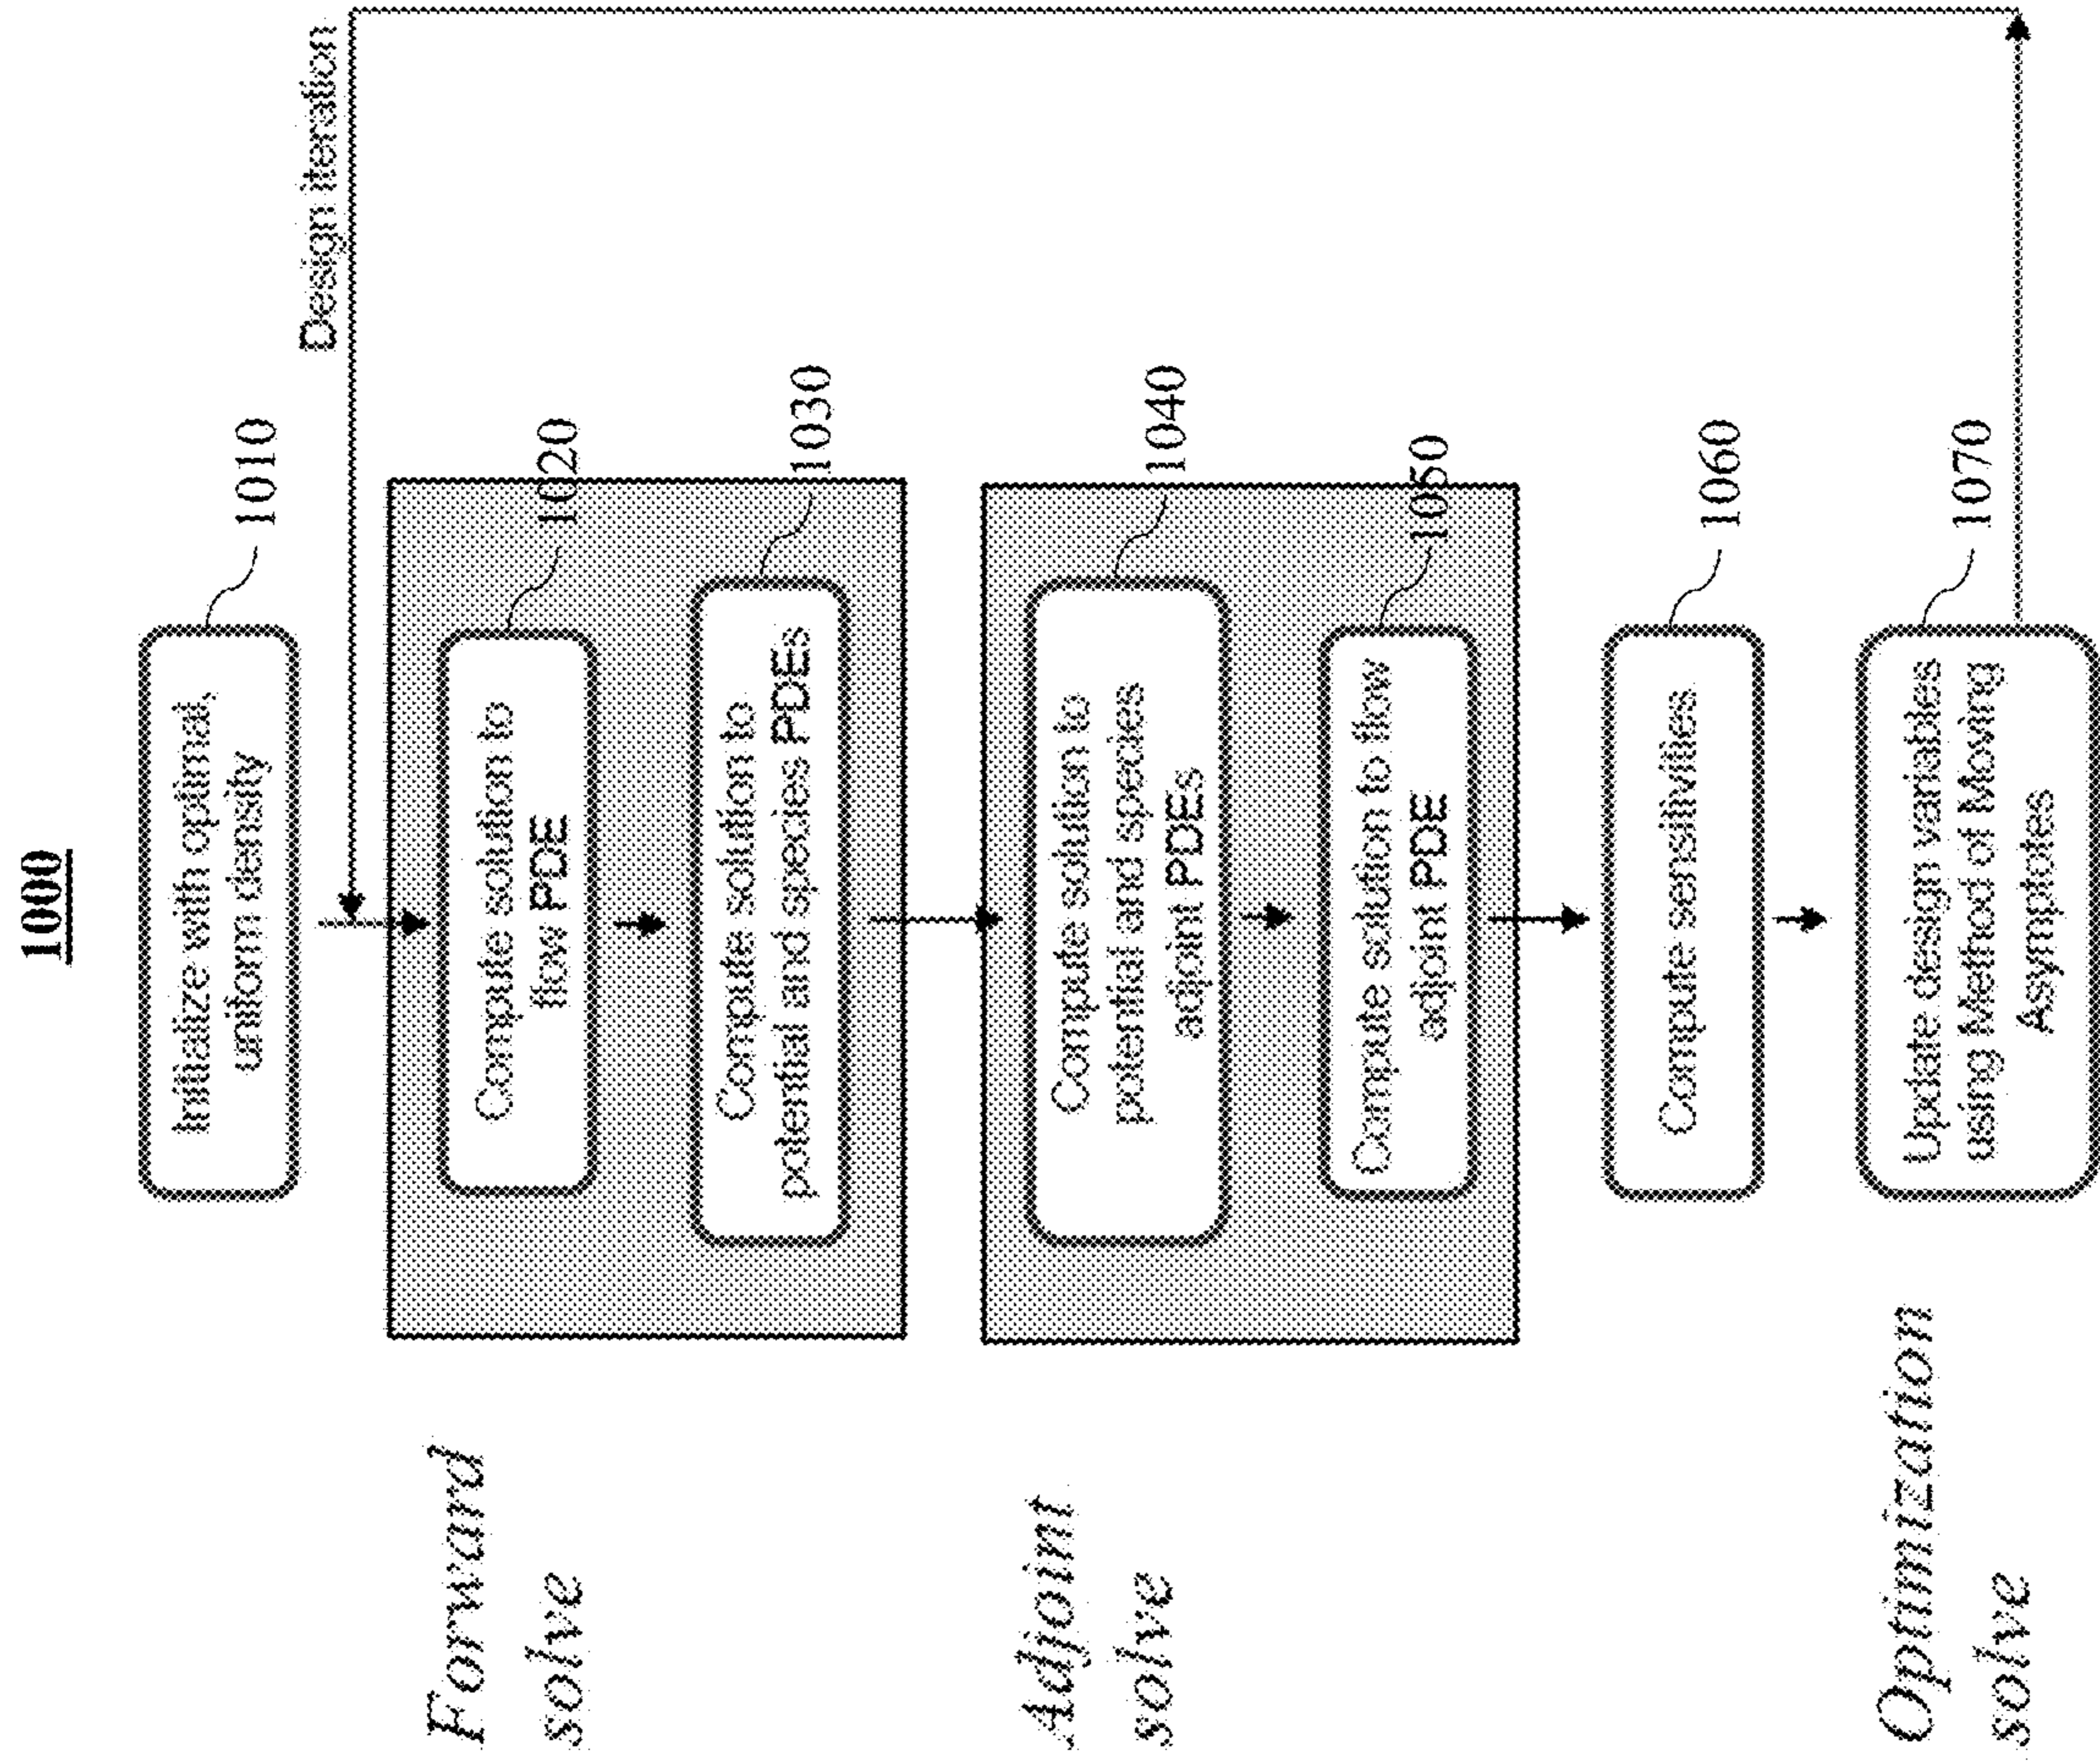 1000
Initialize with optimal,
uniform density
1010
Design iteration
Forward
solve
Compute solution to
flow PDE
1020
Compute solution to
potential and species PDEs
1030
Adjoint
solve
Compute solution to
potential and species
adjoint PDEs
1040
Compute solution to flow
adjoint PDE
1050
Compute sensitivities
1060
Optimization
solve
Update design variables
using Method of Moving
Asymptotes
1070